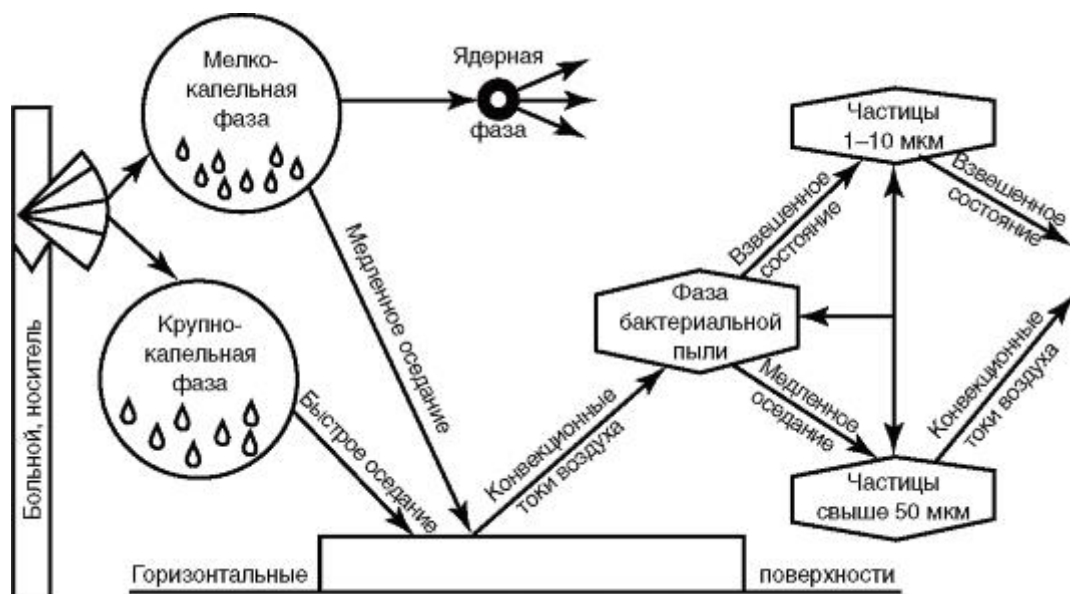 Мелко-
капельная
фаза
Ядерная
фаза
Частицы
1–10 мкм
Взвешенное
состояние
Взвешенное
состояние
Медленное оседание
Фаза
бактериальной
пыли
Крупно-
капельная
фаза
Больной, носитель
Быстрое оседание
Конвекционные
токи воздуха
Медленное
оседание
Конвекционные
токи воздуха
Частицы
свыше 50 мкм
Горизонтальные
поверхности